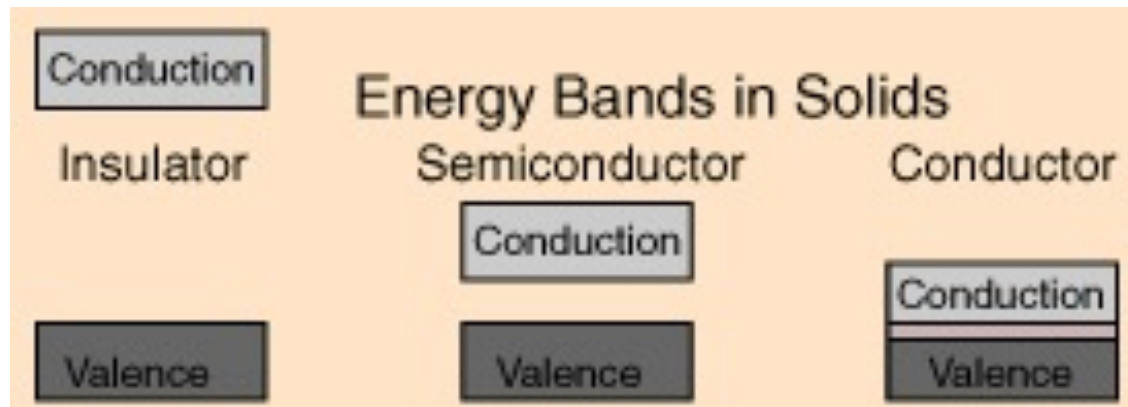 Conduction
Energy Bands in Solids
Insulator Semiconductor Conductor
Conduction
Conduction
Valence Valence Valence